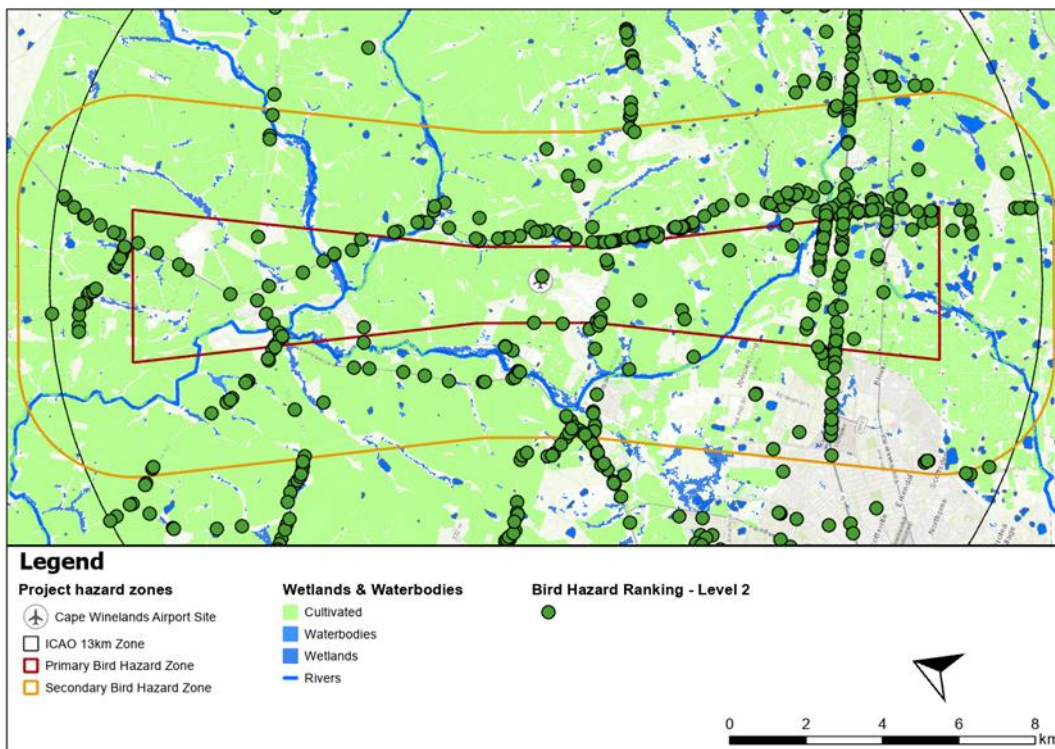 Legend
Project hazard zones
Cape Winelands Airport Site
ICAO 13km Zone
Primary Bird Hazard Zone
Secondary Bird Hazard Zone
Wetlands & Waterbodies
Cultivated
Waterbodies
Wetlands
Rivers
Bird Hazard Ranking - Level 2
0 2 4 6 8
km